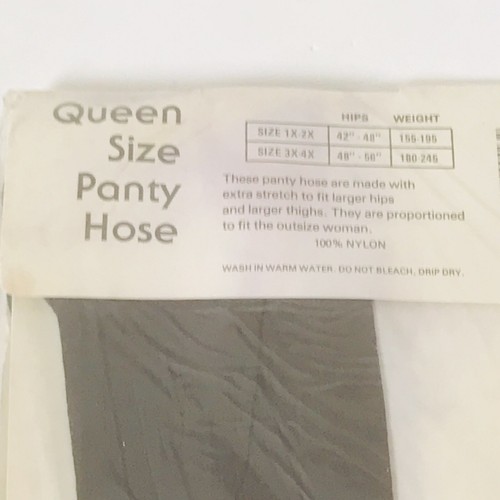 Queen
Size
Panty
Hose
HIPS WEIGHT
SIZE 1X-2X 42" - 48" 155-195
SIZE 3X-4X 48" - 56" 180-245
These panty hose are made with
extra stretch to fit larger hips
and larger thighs. They are proportioned
to fit the outsize woman.
100% NYLON
WASH IN WARM WATER. DO NOT BLEACH, DRIP DRY.